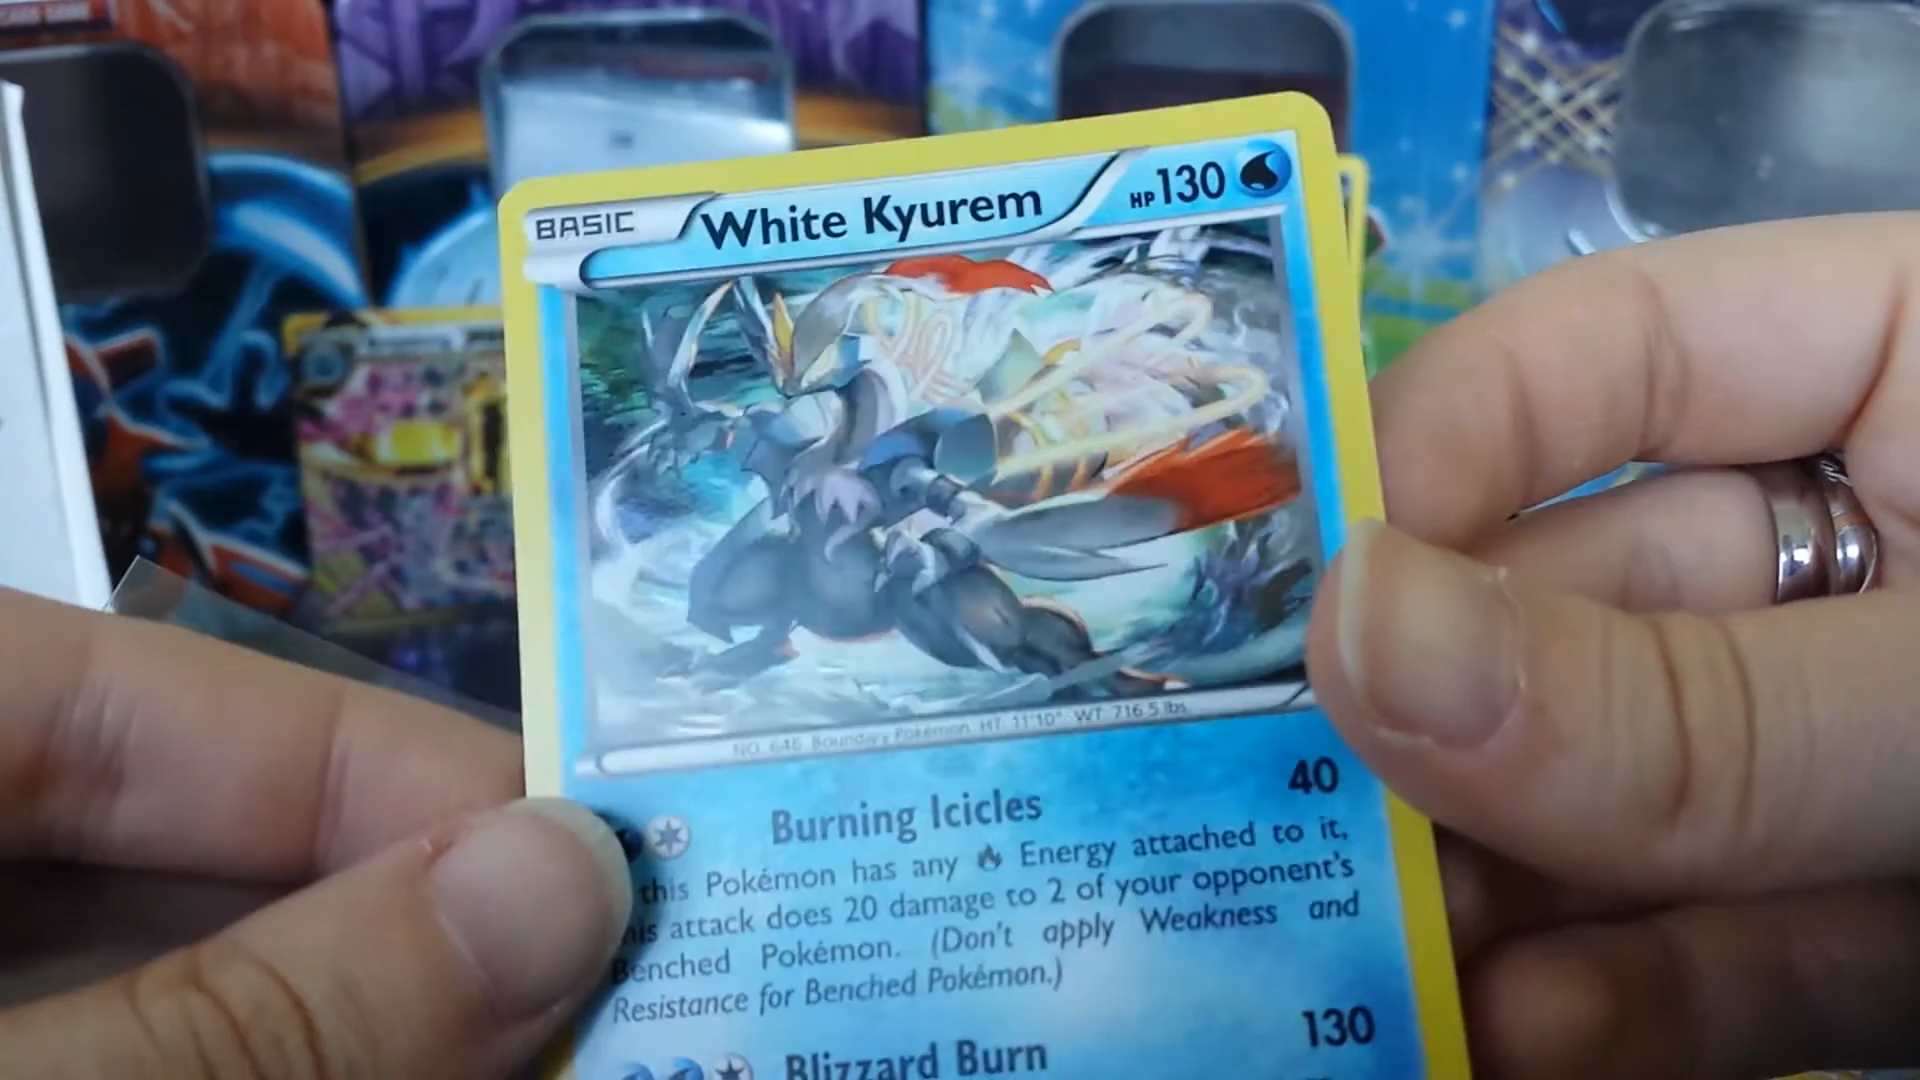 BASIC White Kyurem HP 130
NO. 646 Boundary Pokémon HT: 11'10" WT: 716.5 lbs.
Burning Icicles 40
this Pokémon has any Energy attached to it,
attack does 20 damage to 2 of your opponent's
Benched Pokémon. (Don't apply Weakness and
Resistance for Benched Pokémon.)
Blizzard Burn 130